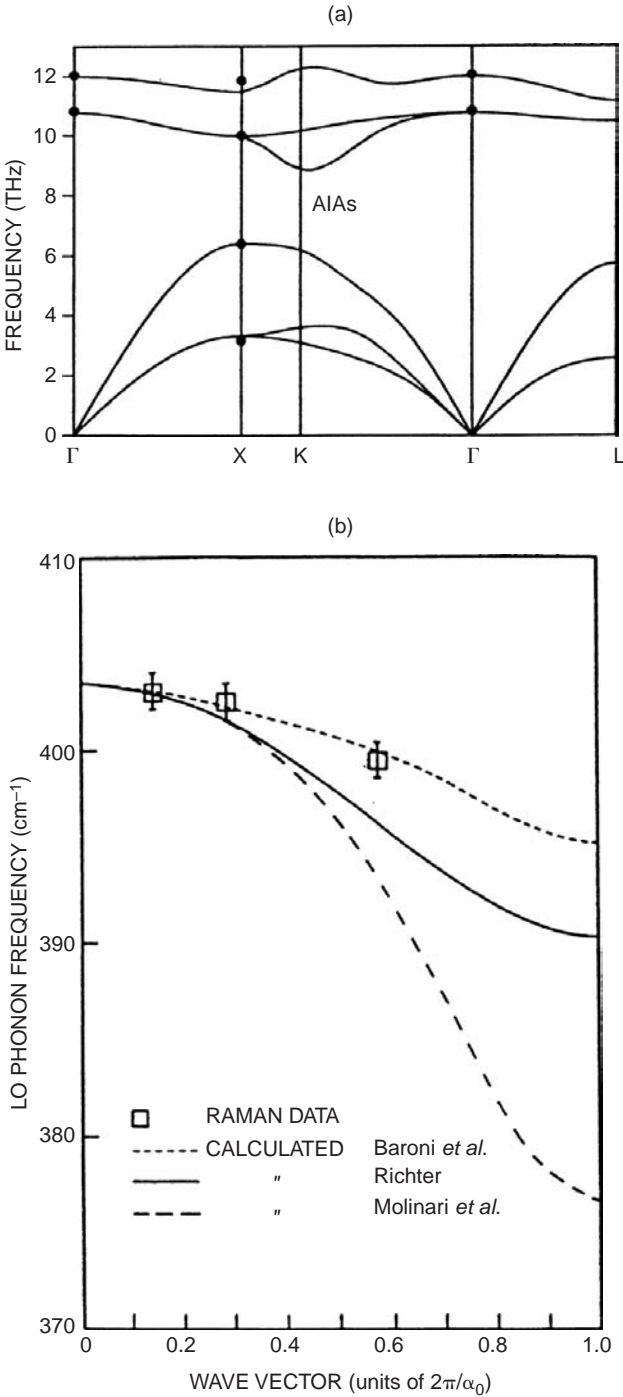 (a)
12
10
8
6
4
2
0
FREQUENCY (THz)
AlAs
Γ X K Γ L
(b)
410
400
390
380
370
LO PHONON FREQUENCY (cm⁻¹)
RAMAN DATA
CALCULATED Baroni et al.
″ Richter
″ Molinari et al.
0 0.2 0.4 0.6 0.8 1.0
WAVE VECTOR (units of 2π/α₀)